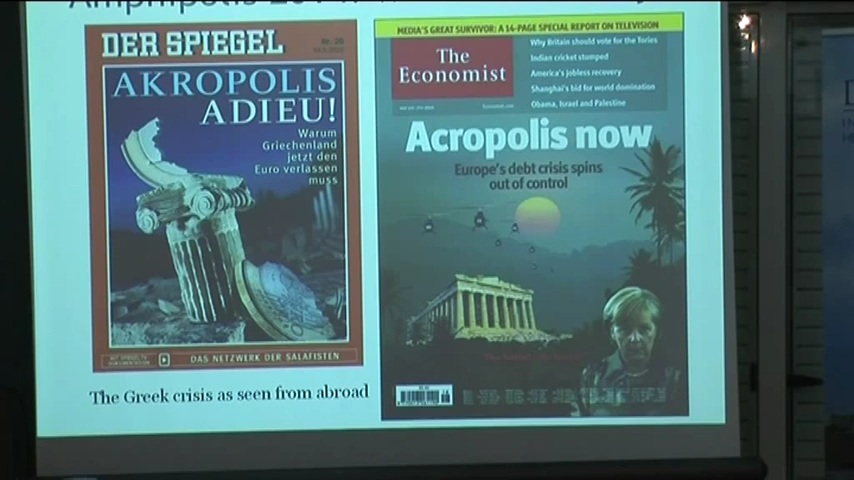 DER SPIEGEL
Nr. 20
AKROPOLIS
ADIEU!
Warum
Griechenland
jetzt den
Euro verlassen
muss
DAS NETZWERK DER SALAFISTEN
The Greek crisis as seen from abroad
MEDIA'S GREAT SURVIVOR: A 14-PAGE SPECIAL REPORT ON TELEVISION
The
Economist
Why Britain should vote for the Tories
Indian cricket stumped
America's jobless recovery
Shanghai's bid for world domination
Obama, Israel and Palestine
Economist.com
Acropolis now
Europe's debt crisis spins
out of control